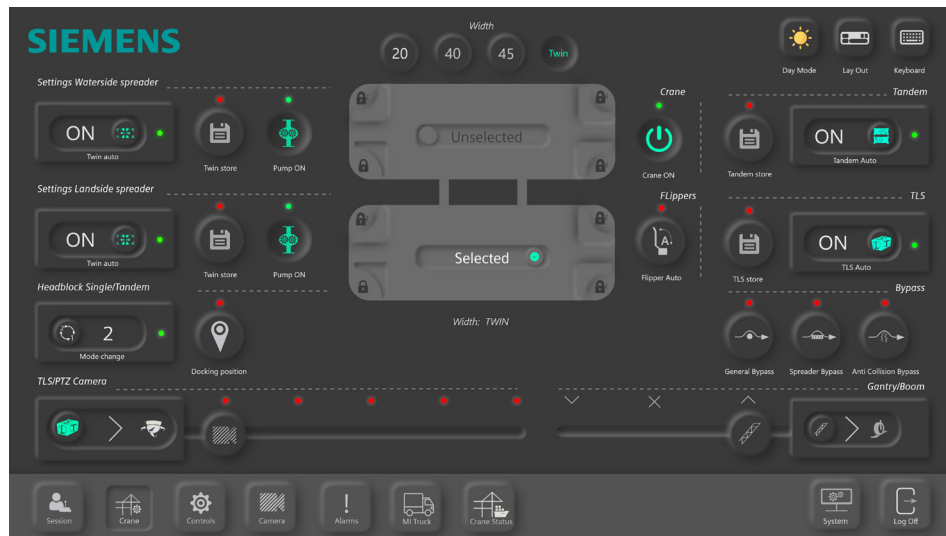 SIEMENS
Width
20 40 45 Twin
Day Mode Lay Out Keyboard
Settings Waterside spreader
ON
Twin auto
Twin store
Pump ON
Unselected
Crane
Crane ON
Tandem
Tandem store
ON
Tandem Auto
Settings Landside spreader
ON
Twin auto
Twin store
Pump ON
Selected
FLippers
A
Flipper Auto
TLS
TLS store
ON
TLS Auto
Headblock Single/Tandem
2
Mode change
Docking position
Width: TWIN
Bypass
General Bypass Spreader Bypass Anti Collision Bypass
TLS/PTZ Camera
Gantry/Boom
Session Crane Controls Camera Alarms MI Truck Crane Status System Log Off